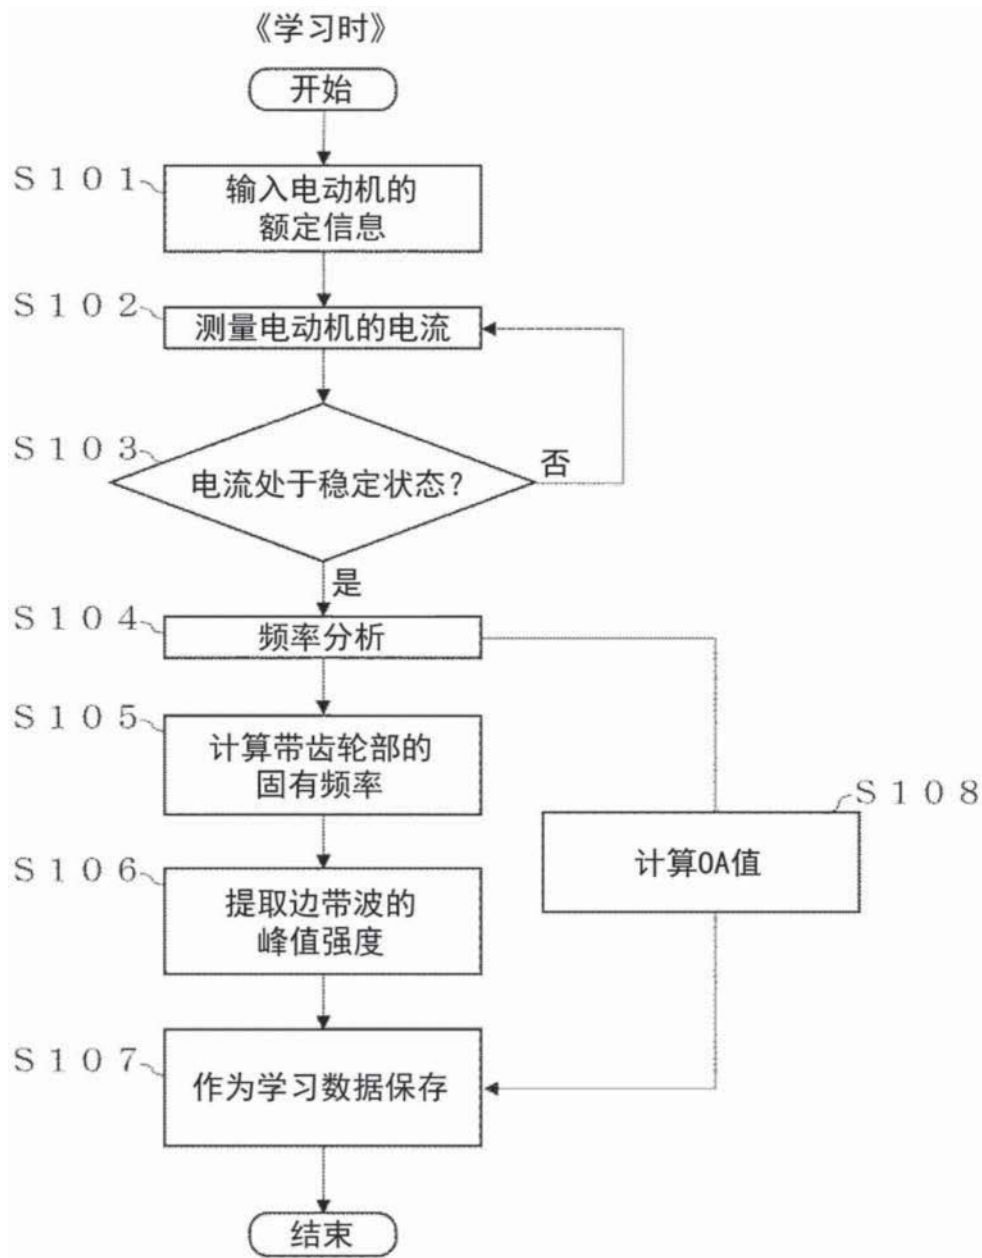 《学习时》
开始
S101
输入电动机的
额定信息
S102
测量电动机的电流
S103
电流处于稳定状态?
否
是
S104
频率分析
S105
计算带齿轮部的
固有频率
S108
计算OA值
S106
提取边带波的
峰值强度
S107
作为学习数据保存
结束